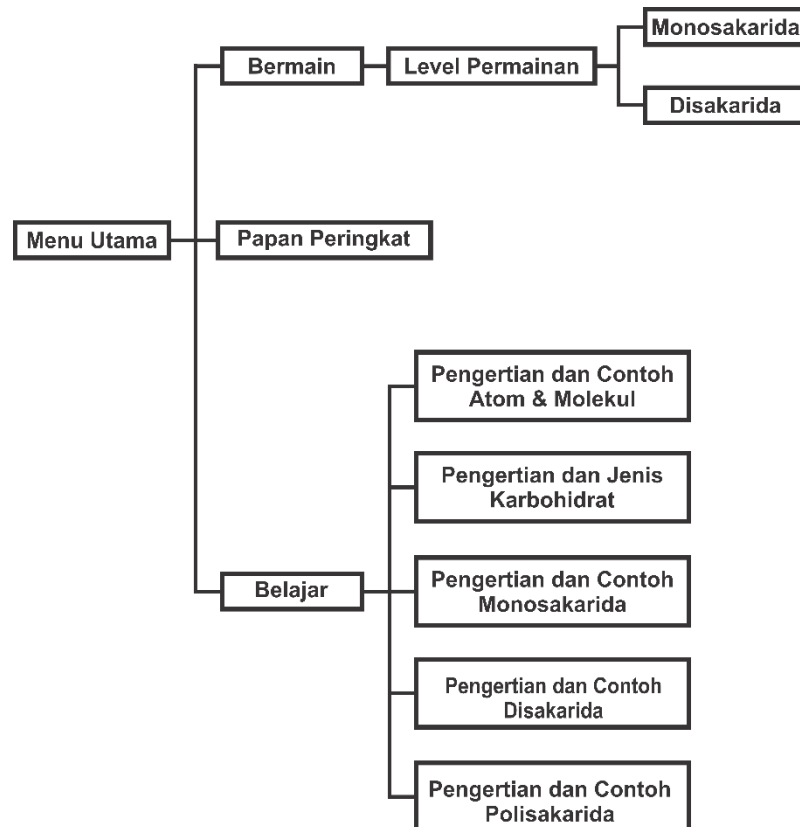 Monosakarida
Bermain
Level Permainan
Disakarida
Menu Utama
Papan Peringkat
Pengertian dan Contoh
Atom & Molekul
Pengertian dan Jenis
Karbohidrat
Belajar
Pengertian dan Contoh
Monosakarida
Pengertian dan Contoh
Disakarida
Pengertian dan Contoh
Polisakarida